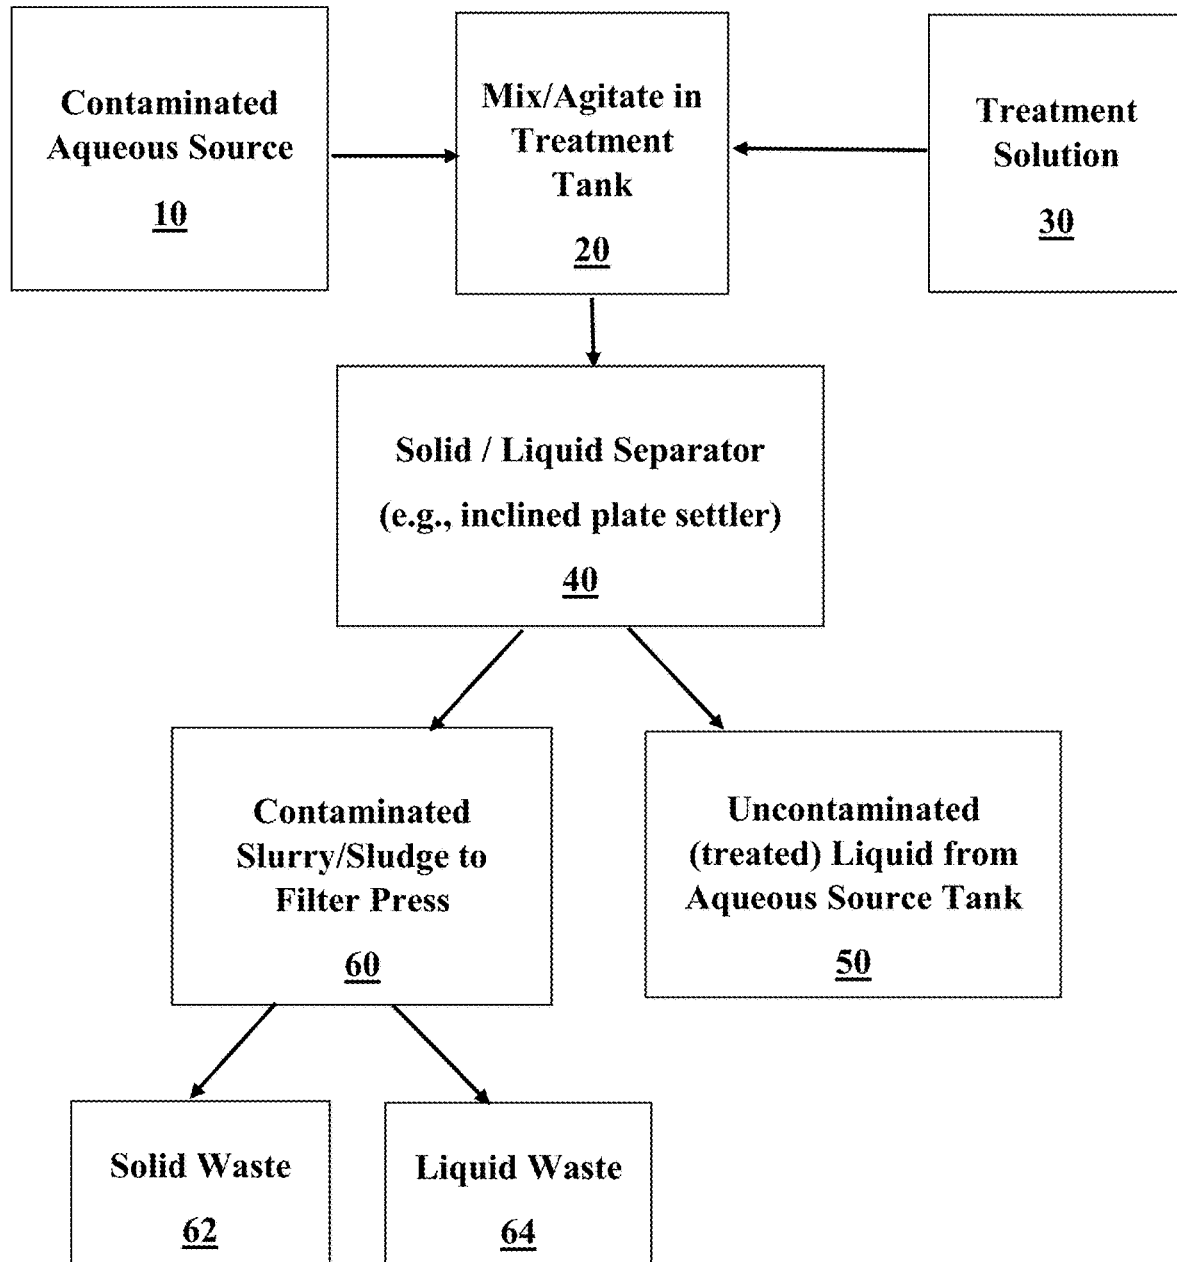 Contaminated
Aqueous Source
10
Mix/Agitate in
Treatment
Tank
20
Treatment
Solution
30
Solid / Liquid Separator
(e.g., inclined plate settler)
40
Contaminated
Slurry/Sludge to
Filter Press
60
Uncontaminated
(treated) Liquid from
Aqueous Source Tank
50
Solid Waste
62
Liquid Waste
64